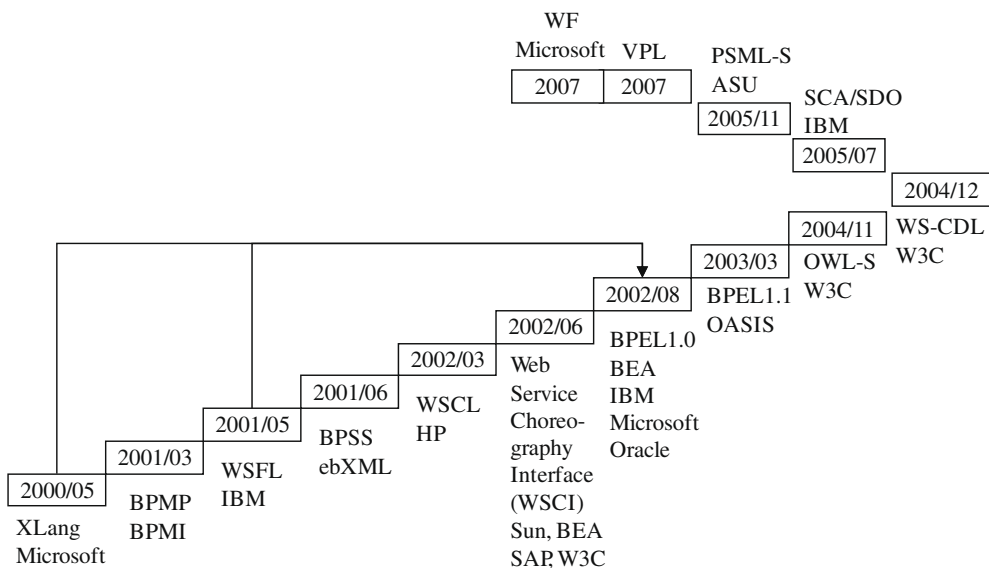 WF
Microsoft
2007
VPL
2007
PSML-S
ASU
2005/11
SCA/SDO
IBM
2005/07
2004/12
WS-CDL
W3C
2004/11
OWL-S
W3C
2003/03
BPEL1.1
OASIS
2002/08
BPEL1.0
BEA
IBM
Microsoft
Oracle
2002/06
Web
Service
Choreo-
graphy
Interface
(WSCI)
Sun, BEA
SAP, W3C
2002/03
WSCL
HP
2001/06
BPSS
ebXML
2001/05
WSFL
IBM
2001/03
BPMP
BPMI
2000/05
XLang
Microsoft